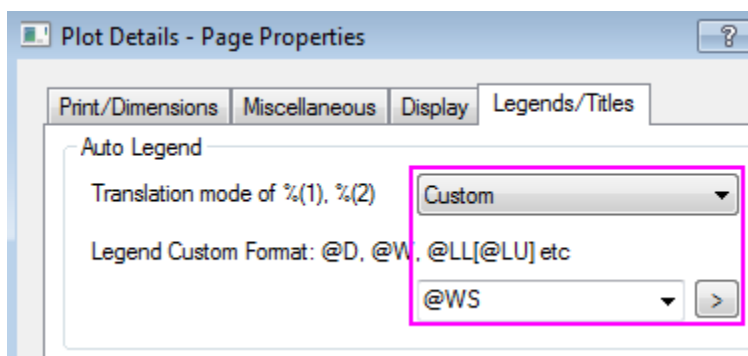 Plot Details - Page Properties
?
Print/Dimensions Miscellaneous Display Legends/Titles
Auto Legend
Translation mode of %(1), %(2) Custom
Legend Custom Format: @D, @W, @LL[@LU] etc
@WS >